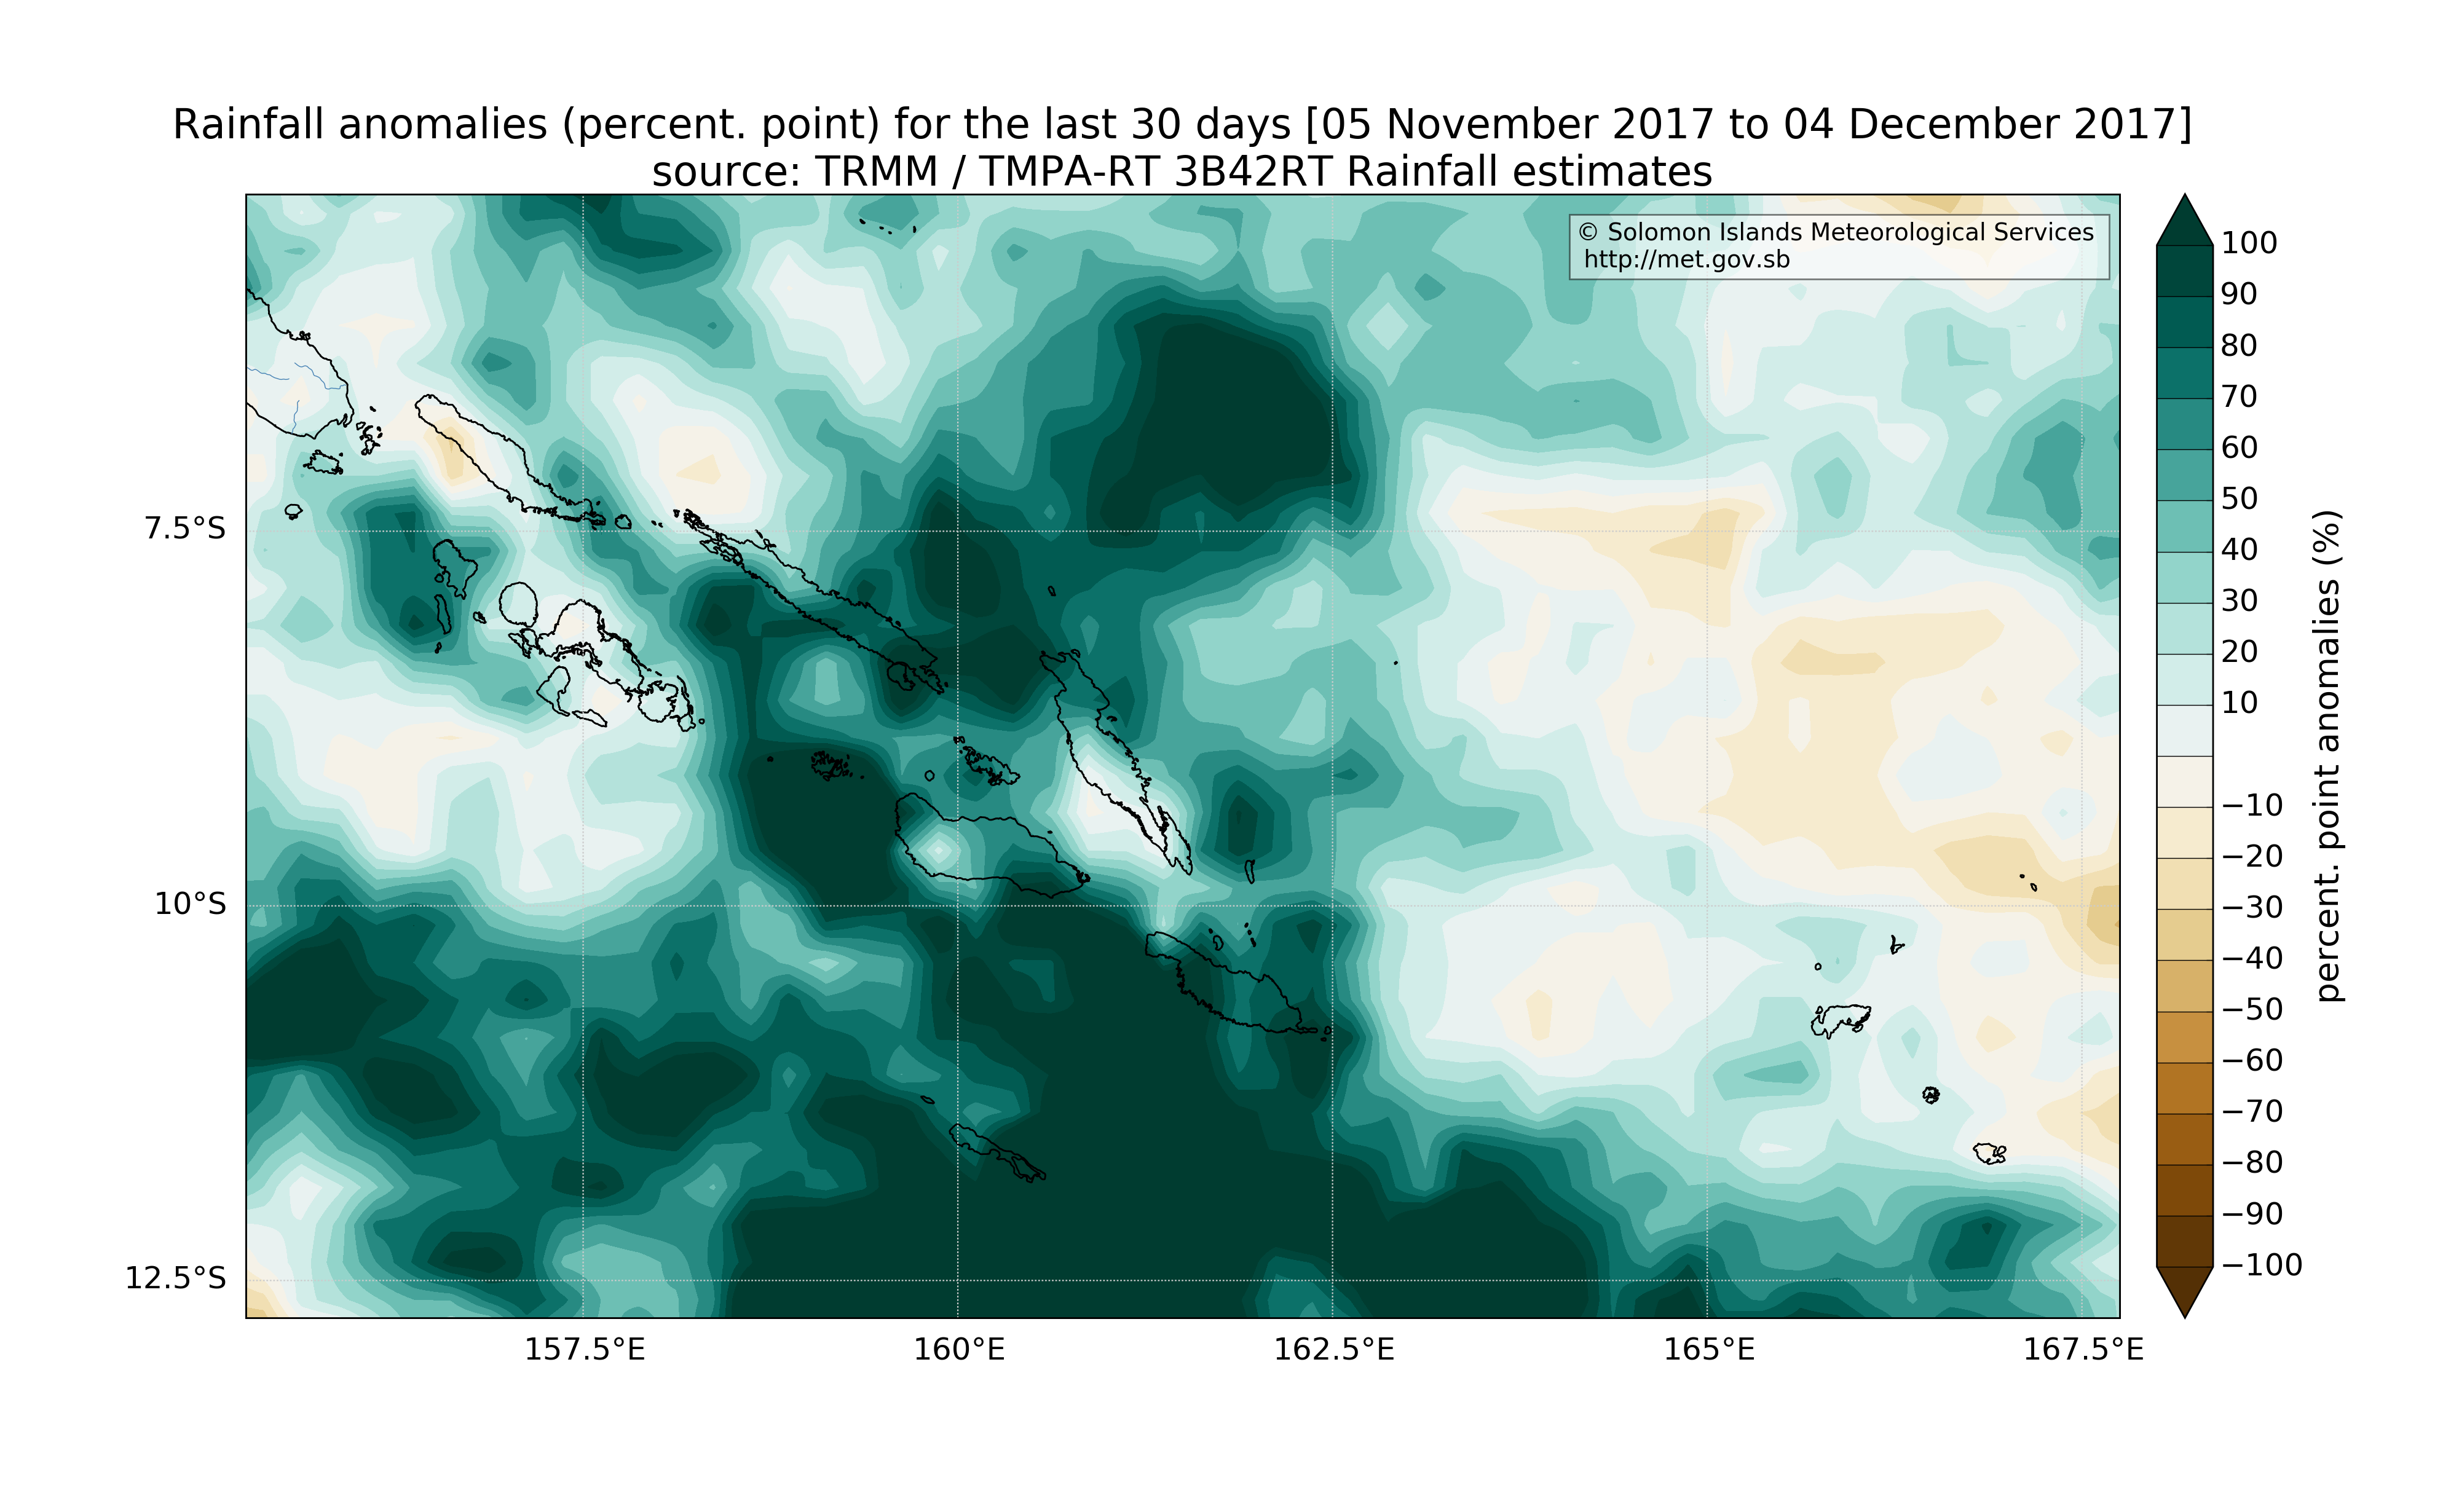 Rainfall anomalies (percent. point) for the last 30 days [05 November 2017 to 04 December 2017]
source: TRMM / TMPA-RT 3B42RT Rainfall estimates
© Solomon Islands Meteorological Services
http://met.gov.sb
7.5°S
10°S
12.5°S
157.5°E
160°E
162.5°E
165°E
167.5°E
100
90
80
70
60
50
40
30
20
10
−10
−20
−30
−40
−50
−60
−70
−80
−90
−100
percent. point anomalies (%)